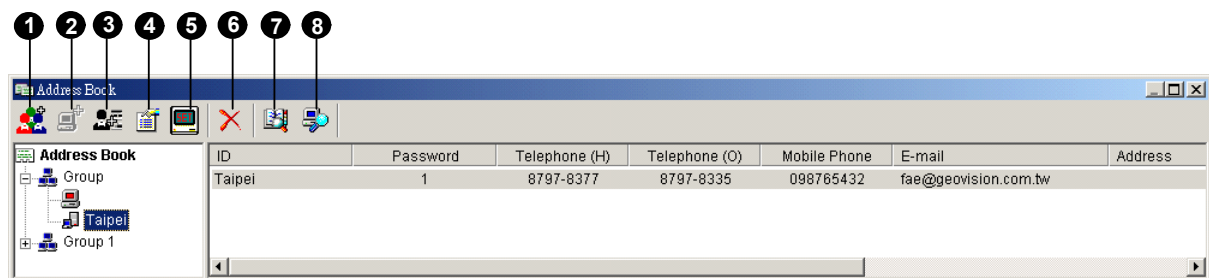 1 2 3 4 5 6 7 8
Address Book
Address Book
Group
Taipei
Group 1
ID Password Telephone (H) Telephone (O) Mobile Phone E-mail Address
Taipei 1 8797-8377 8797-8335 098765432 fae@geovision.com.tw